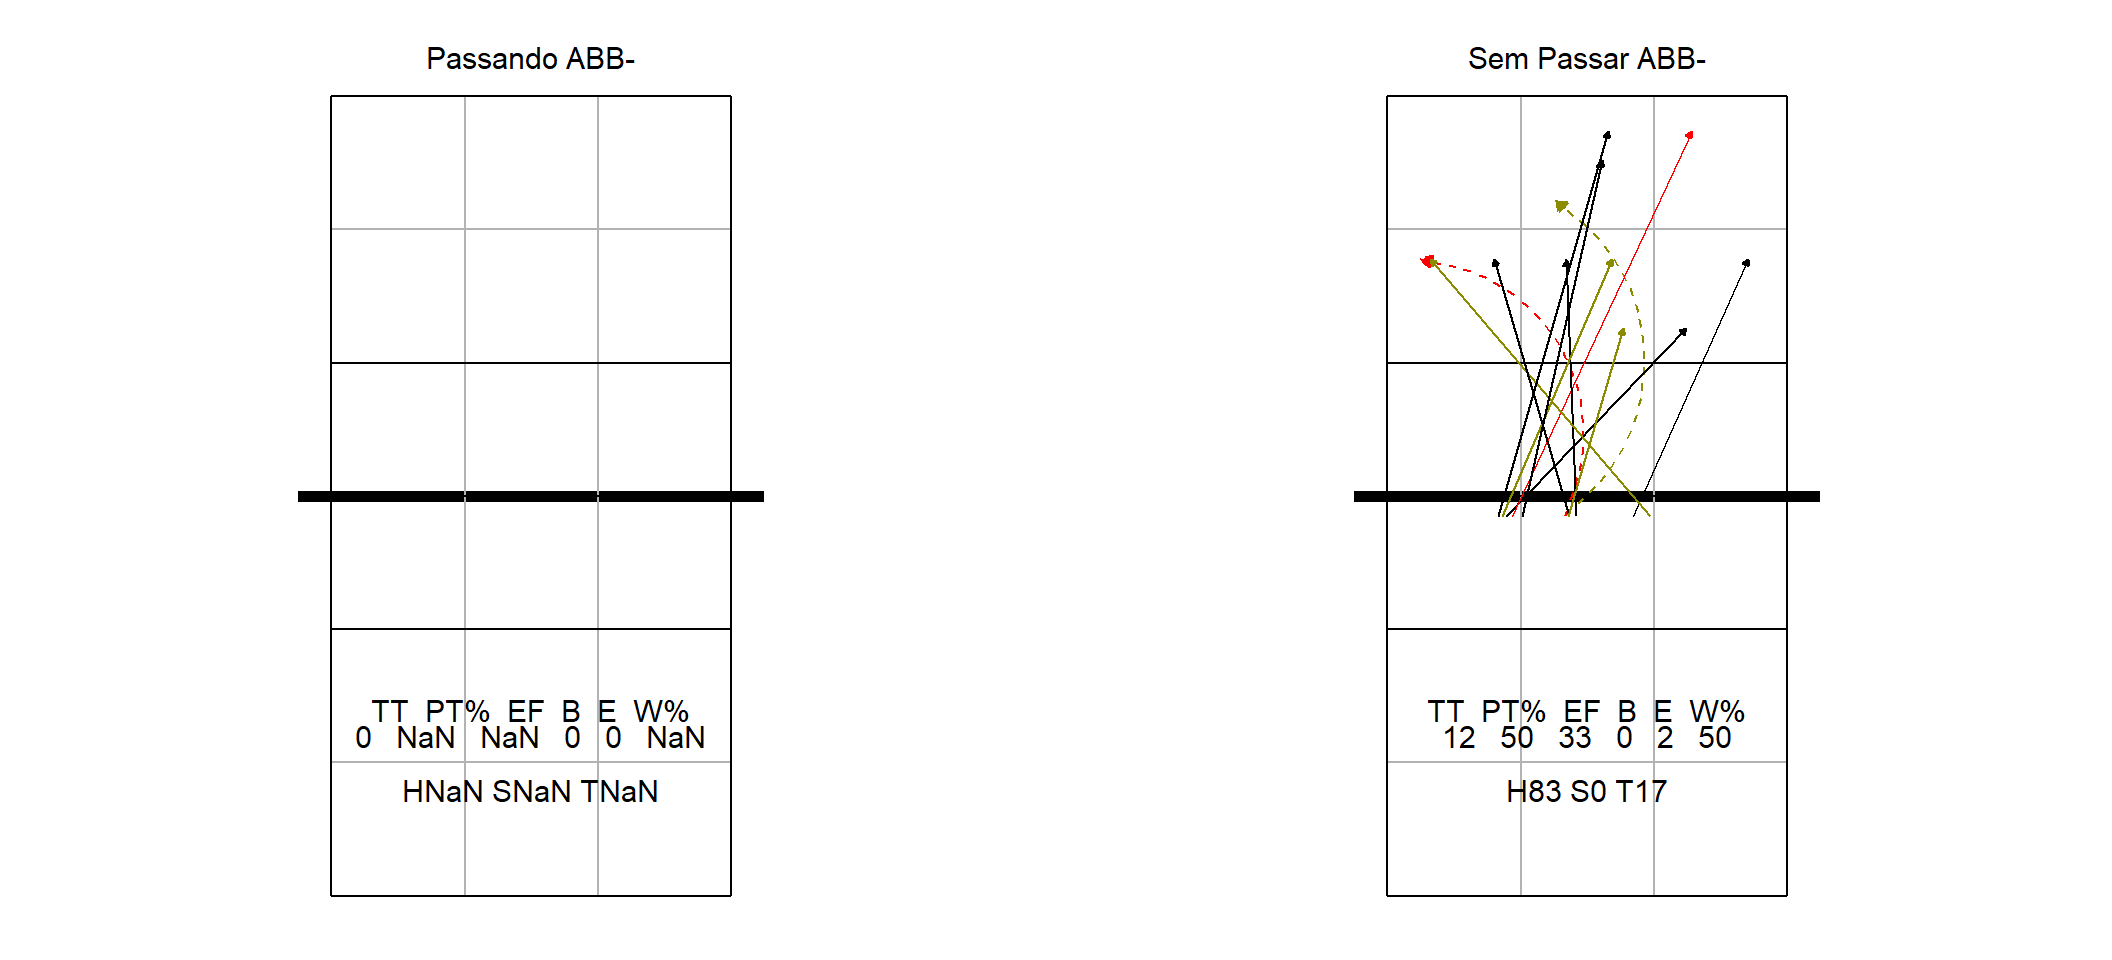 Passando ABB-
TT PT% EF B E W%
0 NaN NaN 0 0 NaN
HNaN SNaN TNaN
Sem Passar ABB-
TT PT% EF B E W%
12 50 33 0 2 50
H83 S0 T17